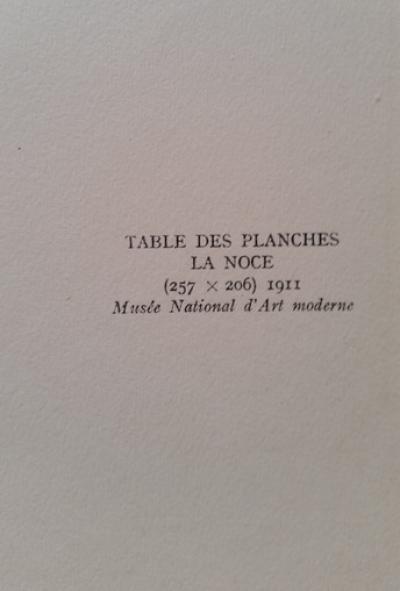 TABLE DES PLANCHES
LA NOCE
(257 × 206) 1911
Musée National d'Art moderne